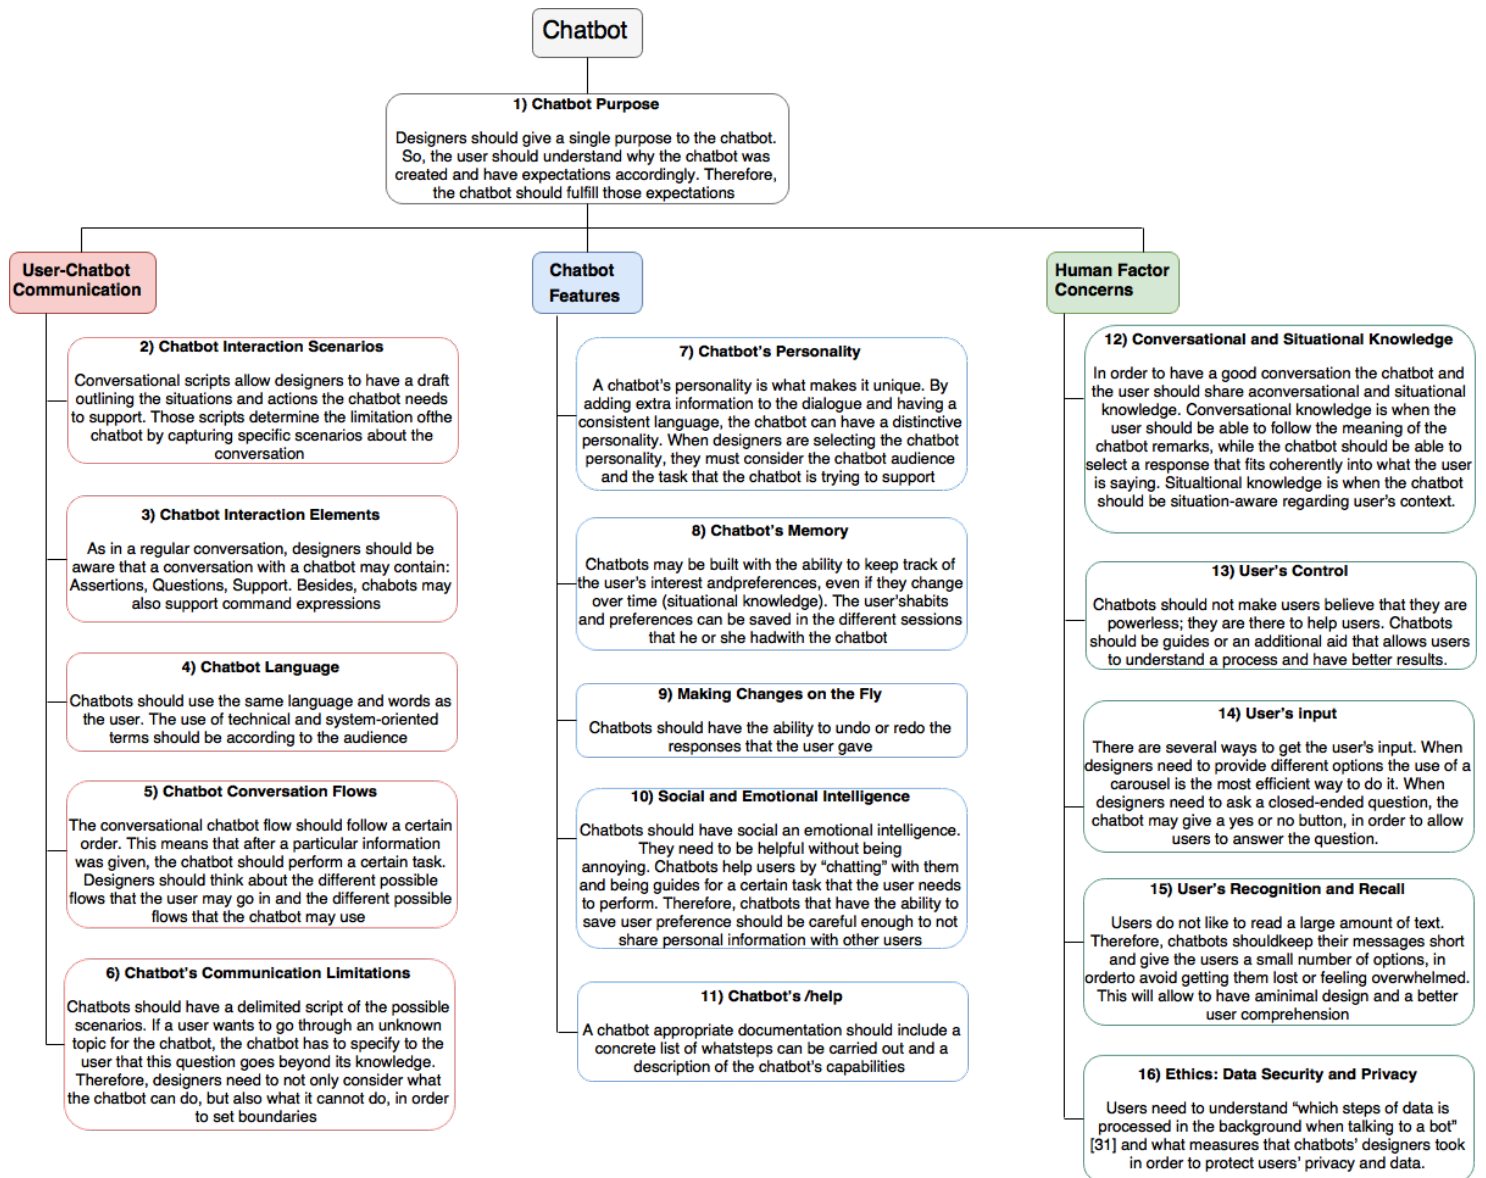 Chatbot
1) Chatbot Purpose
Designers should give a single purpose to the chatbot.
So, the user should understand why the chatbot was
created and have expectations accordingly. Therefore,
the chatbot should fulfill those expectations
User-Chatbot
Communication
2) Chatbot Interaction Scenarios
Conversational scripts allow designers to have a draft
outlining the situations and actions the chatbot needs
to support. Those scripts determine the limitation ofthe
chatbot by capturing specific scenarios about the
conversation
3) Chatbot Interaction Elements
As in a regular conversation, designers should be
aware that a conversation with a chatbot may contain:
Assertions, Questions, Support. Besides, chabots may
also support command expressions
4) Chatbot Language
Chatbots should use the same language and words as
the user. The use of technical and system-oriented
terms should be according to the audience
5) Chatbot Conversation Flows
The conversational chatbot flow should follow a certain
order. This means that after a particular information
was given, the chatbot should perform a certain task.
Designers should think about the different possible
flows that the user may go in and the different possible
flows that the chatbot may use
6) Chatbot's Communication Limitations
Chatbots should have a delimited script of the possible
scenarios. If a user wants to go through an unknown
topic for the chatbot, the chatbot has to specify to the
user that this question goes beyond its knowledge.
Therefore, designers need to not only consider what
the chatbot can do, but also what it cannot do, in order
to set boundaries
Chatbot
Features
7) Chatbot's Personality
A chatbot's personality is what makes it unique. By
adding extra information to the dialogue and having a
consistent language, the chatbot can have a distinctive
personality. When designers are selecting the chatbot
personality, they must consider the chatbot audience
and the task that the chatbot is trying to support
8) Chatbot's Memory
Chatbots may be built with the ability to keep track of
the user's interest andpreferences, even if they change
over time (situational knowledge). The user'shabits
and preferences can be saved in the different sessions
that he or she hadwith the chatbot
9) Making Changes on the Fly
Chatbots should have the ability to undo or redo the
responses that the user gave
10) Social and Emotional Intelligence
Chatbots should have social an emotional intelligence.
They need to be helpful without being
annoying. Chatbots help users by “chatting” with them
and being guides for a certain task that the user needs
to perform. Therefore, chatbots that have the ability to
save user preference should be careful enough to not
share personal information with other users
11) Chatbot's /help
A chatbot appropriate documentation should include a
concrete list of whatsteps can be carried out and a
description of the chatbot's capabilities
Human Factor
Concerns
12) Conversational and Situational Knowledge
In order to have a good conversation the chatbot and
the user should share aconversational and situational
knowledge. Conversational knowledge is when the
user should be able to follow the meaning of the
chatbot remarks, while the chatbot should be able to
select a response that fits coherently into what the user
is saying. Situaltional knowledge is when the chatbot
should be situation-aware regarding user's context.
13) User's Control
Chatbots should not make users believe that they are
powerless; they are there to help users. Chatbots
should be guides or an additional aid that allows users
to understand a process and have better results.
14) User's input
There are several ways to get the user's input. When
designers need to provide different options the use of a
carousel is the most efficient way to do it. When
designers need to ask a closed-ended question, the
chatbot may give a yes or no button, in order to allow
users to answer the question.
15) User's Recognition and Recall
Users do not like to read a large amount of text.
Therefore, chatbots shouldkeep their messages short
and give the users a small number of options, in
orderto avoid getting them lost or feeling overwhelmed.
This will allow to have aminimal design and a better
user comprehension
16) Ethics: Data Security and Privacy
Users need to understand “which steps of data is
processed in the background when talking to a bot”
[31] and what measures that chatbots' designers took
in order to protect users' privacy and data.